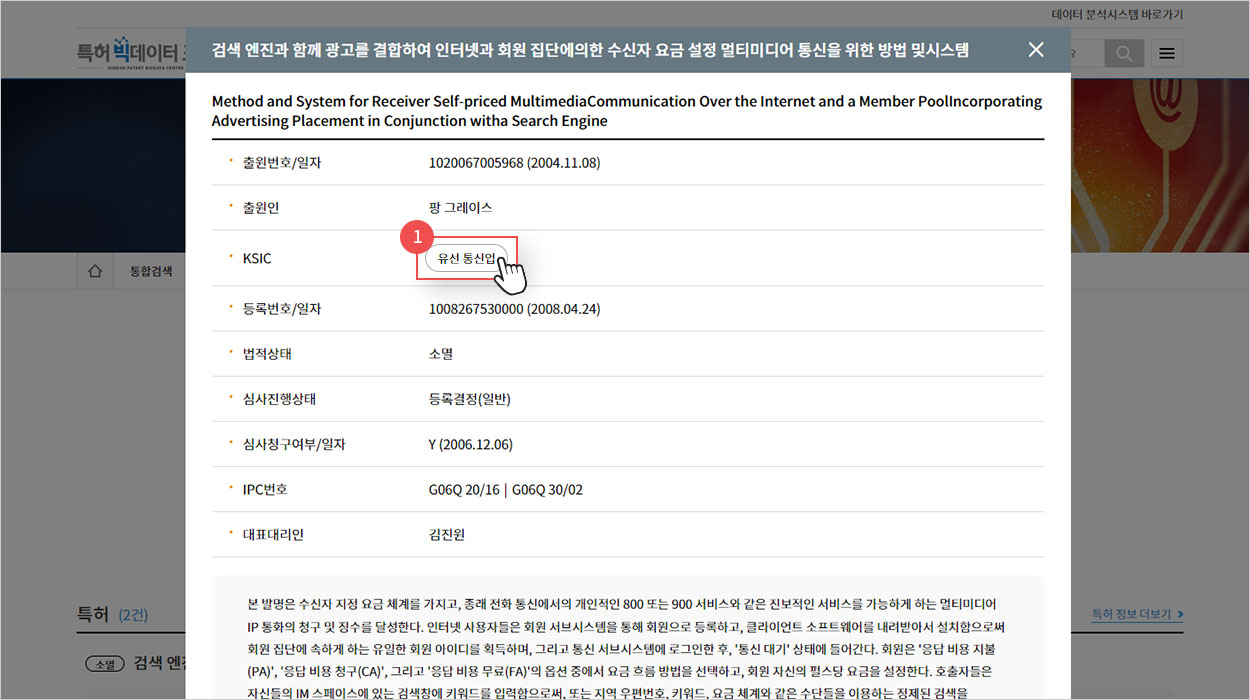 데이터 분석시스템 바로가기
특허 빅데이터
KOREAN PATENT BIGDATA CENTER
검색 엔진과 함께 광고를 결합하여 인터넷과 회원 집단에의한 수신자 요금 설정 멀티미디어 통신을 위한 방법 및시스템
Method and System for Receiver Self-priced MultimediaCommunication Over the Internet and a Member PoolIncorporating
Advertising Placement in Conjunction witha Search Engine
출원번호/일자 1020067005968 (2004.11.08)
출원인 팡 그레이스
1
KSIC 유선 통신업
통합검색
등록번호/일자 1008267530000 (2008.04.24)
법적상태 소멸
심사진행상태 등록결정(일반)
심사청구여부/일자 Y (2006.12.06)
IPC번호 G06Q 20/16 | G06Q 30/02
대표대리인 김진원
본 발명은 수신자 지정 요금 체계를 가지고, 종래 전화 통신에서의 개인적인 800 또는 900 서비스와 같은 진보적인 서비스를 가능하게 하는 멀티미디어
IP 통화의 청구 및 징수를 달성한다. 인터넷 사용자들은 회원 서브시스템을 통해 회원으로 등록하고, 클라이언트 소프트웨어를 내려받아서 설치함으로써
회원 집단에 속하게 하는 유일한 회원 아이디를 획득하며, 그리고 통신 서브시스템에 로그인한 후, '통신 대기' 상태에 들어간다. 회원은 '응답 비용 지불
(PA)', '응답 비용 청구(CA)', 그리고 '응답 비용 무료(FA)'의 옵션 중에서 요금 흐름 방법을 선택하고, 회원 자신의 펄스당 요금을 설정한다. 호출자들은
자신들의 IM 스페이스에 있는 검색창에 키워드를 입력함으로써, 또는 지역 우편번호, 키워드, 요금 체계와 같은 수단들을 이용하는 정제된 검색을
특허 (2건)
특허 정보 더보기
소멸 검색 엔진